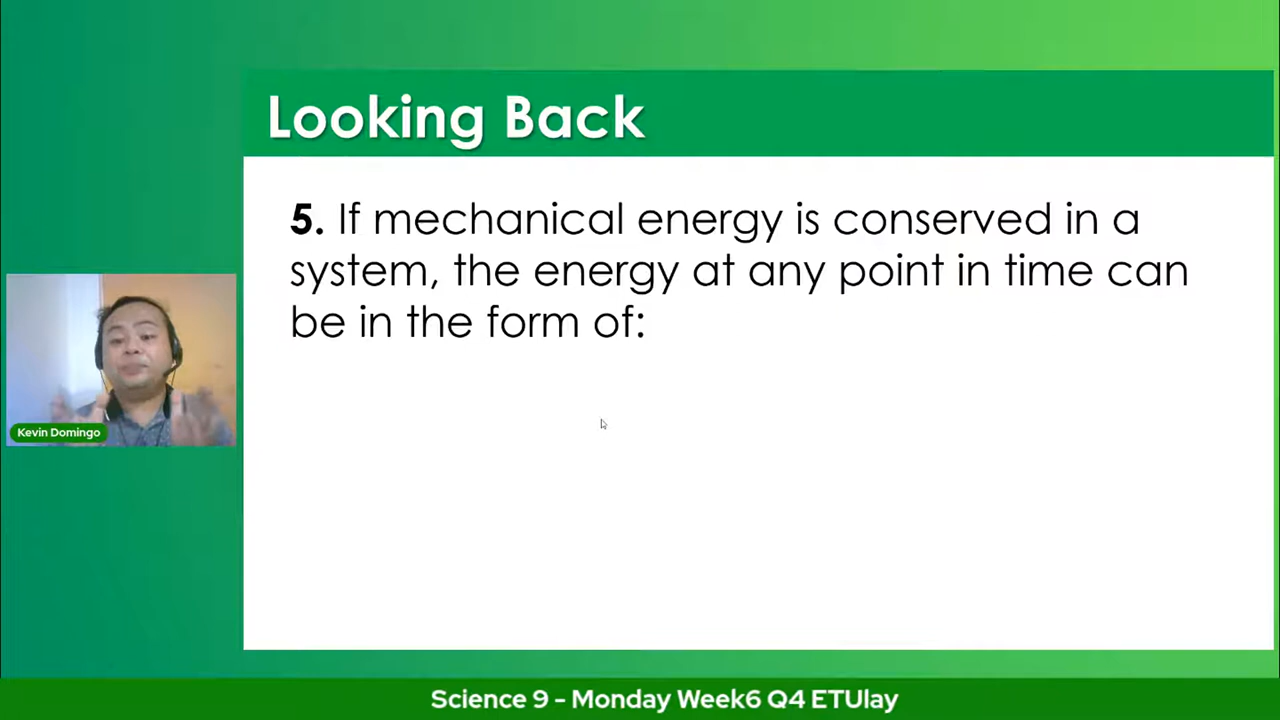 Looking Back
5. If mechanical energy is conserved in a
system, the energy at any point in time can
be in the form of:
Kevin Domingo
Science 9 - Monday Week6 Q4 ETUlay